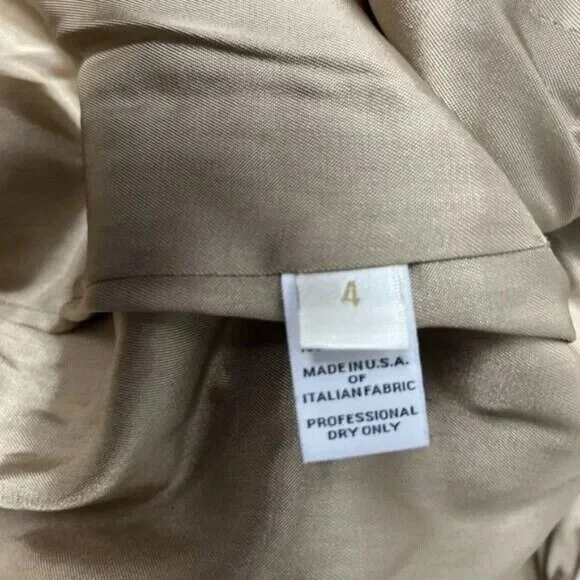 4
MADE IN U.S.A.
OF
ITALIAN FABRIC
PROFESSIONAL
DRY ONLY